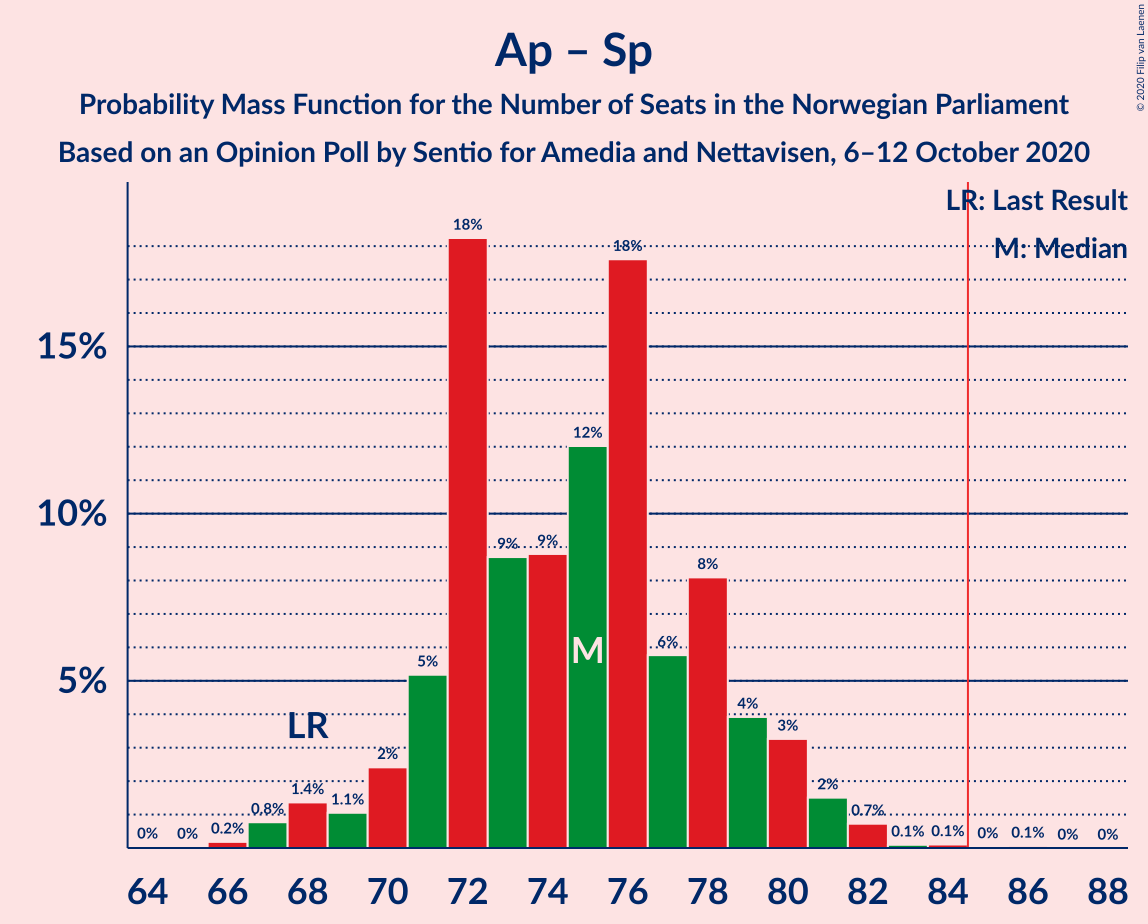 Ap – Sp
Probability Mass Function for the Number of Seats in the Norwegian Parliament
Based on an Opinion Poll by Sentio for Amedia and Nettavisen, 6–12 October 2020
© 2020 Filip van Laenen
LR: Last Result
M: Median
15%
10%
5%
0% 0% 0.2% 0.8% 1.4% 1.1% 2% 5% 18% 9% 9% 12% 18% 6% 8% 4% 3% 2% 0.7% 0.1% 0.1% 0% 0.1% 0% 0%
LR
M
64 66 68 70 72 74 76 78 80 82 84 86 88